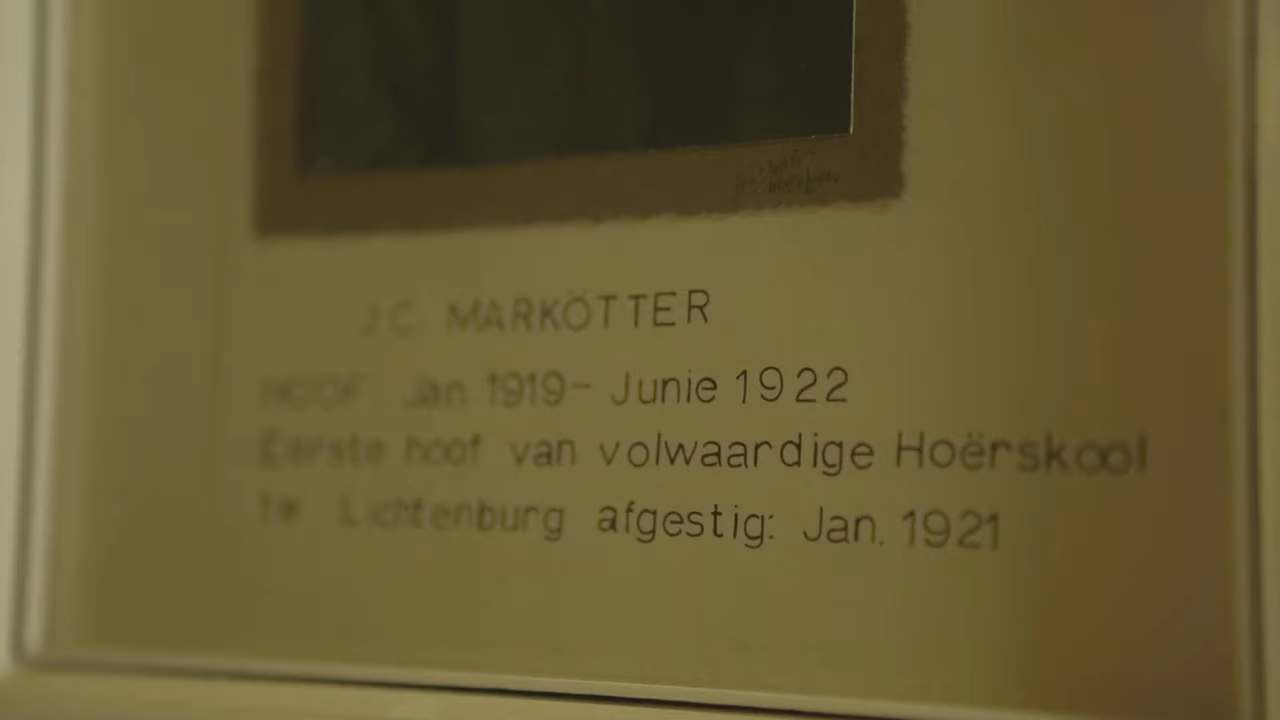 J.C. MARKÖTTER
HOOF: Jan 1919 - Junie 1922
Eerste hoof van volwaardige Hoërskool
te Lichtenburg afgestig: Jan. 1921